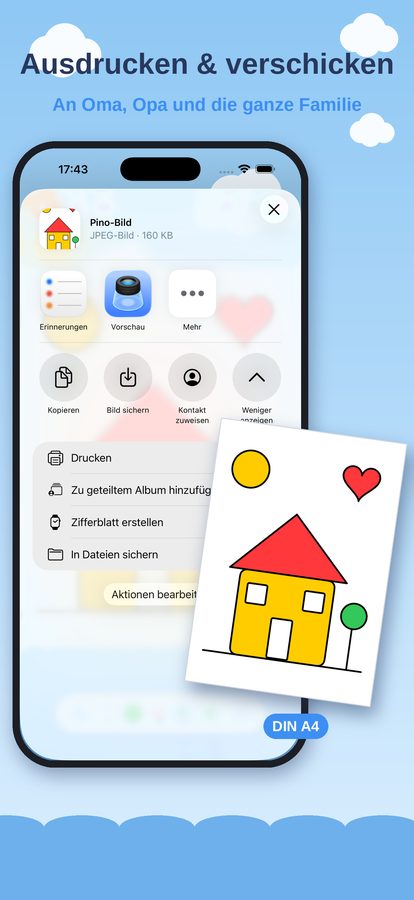 Ausdrucken & verschicken
An Oma, Opa und die ganze Familie
17:43
Pino-Bild
JPEG-Bild · 160 KB
Erinnerungen
Vorschau
Mehr
Kopieren
Bild sichern
Kontakt
zuweisen
Weniger
anzeigen
Drucken
Zu geteiltem Album hinzufüg
Zifferblatt erstellen
In Dateien sichern
Aktionen bearbeit
DIN A4